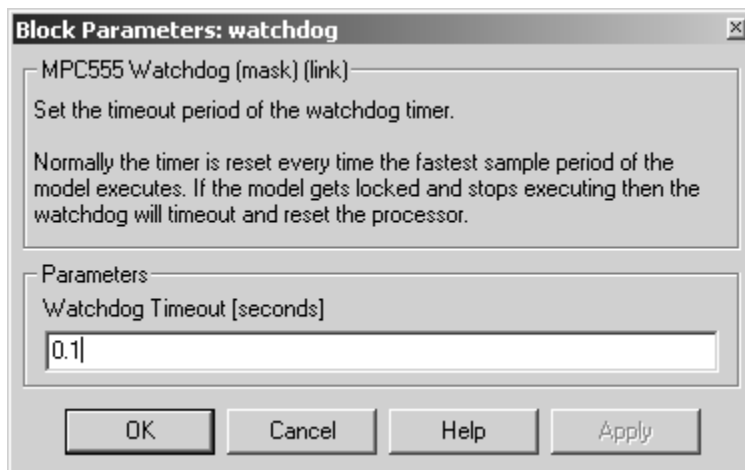 Block Parameters: watchdog
MPC555 Watchdog (mask) (link)
Set the timeout period of the watchdog timer.
Normally the timer is reset every time the fastest sample period of the
model executes. If the model gets locked and stops executing then the
watchdog will timeout and reset the processor.
Parameters
Watchdog Timeout [seconds]
0.1
OK Cancel Help Apply